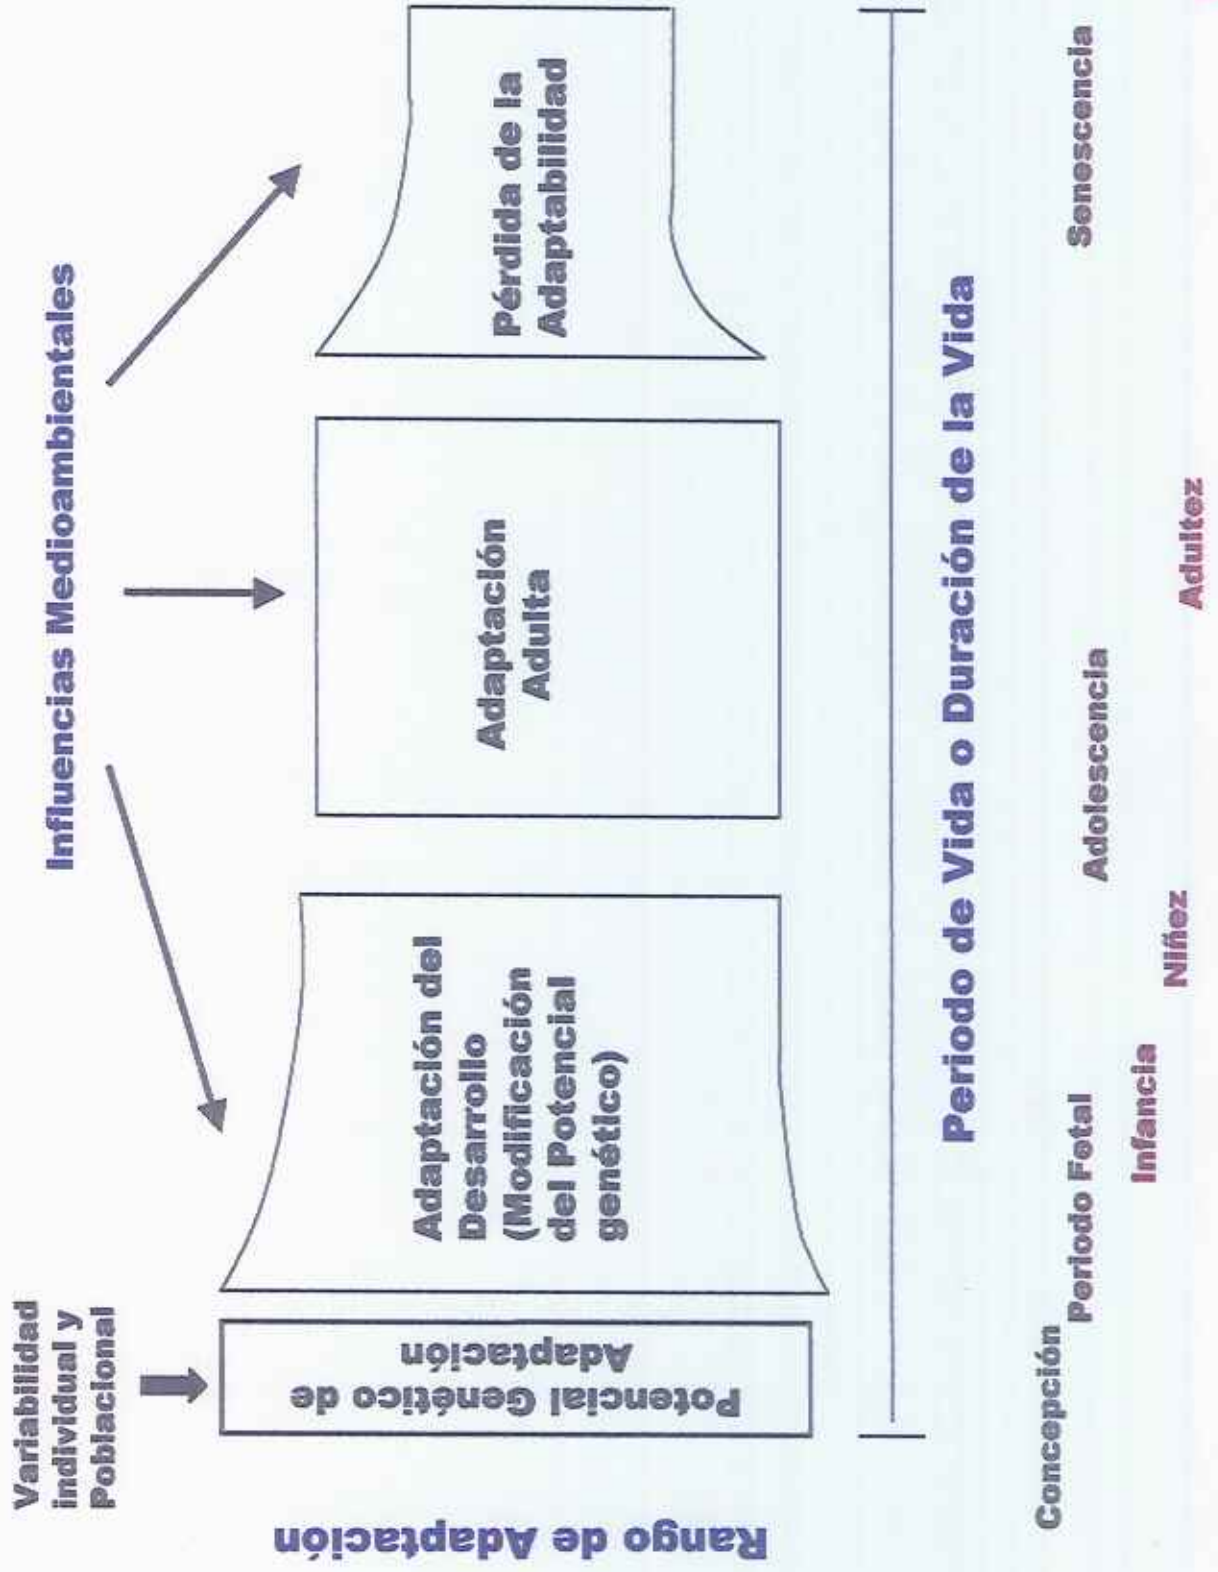 Variabilidad
individual y
Poblacional
Influencias Medioambientales
Rango de Adaptación
Potencial Genético de
Adaptación
Adaptación del
Desarrollo
(Modificación
del Potencial
genético)
Adaptación
Adulta
Pérdida de la
Adaptabilidad
Periodo de Vida o Duración de la Vida
Concepción
Periodo Fetal
Infancia
Niñez
Adolescencia
Adultez
Senescencia